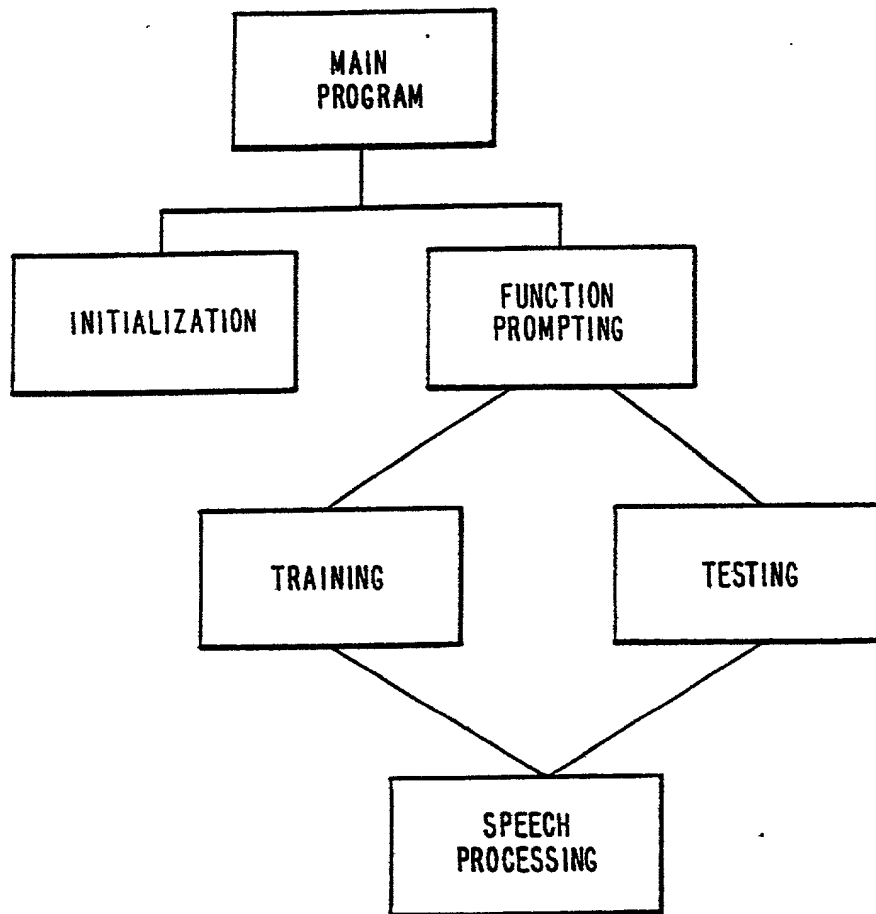 MAIN
PROGRAM
INITIALIZATION
FUNCTION
PROMPTING
TRAINING
TESTING
SPEECH
PROCESSING